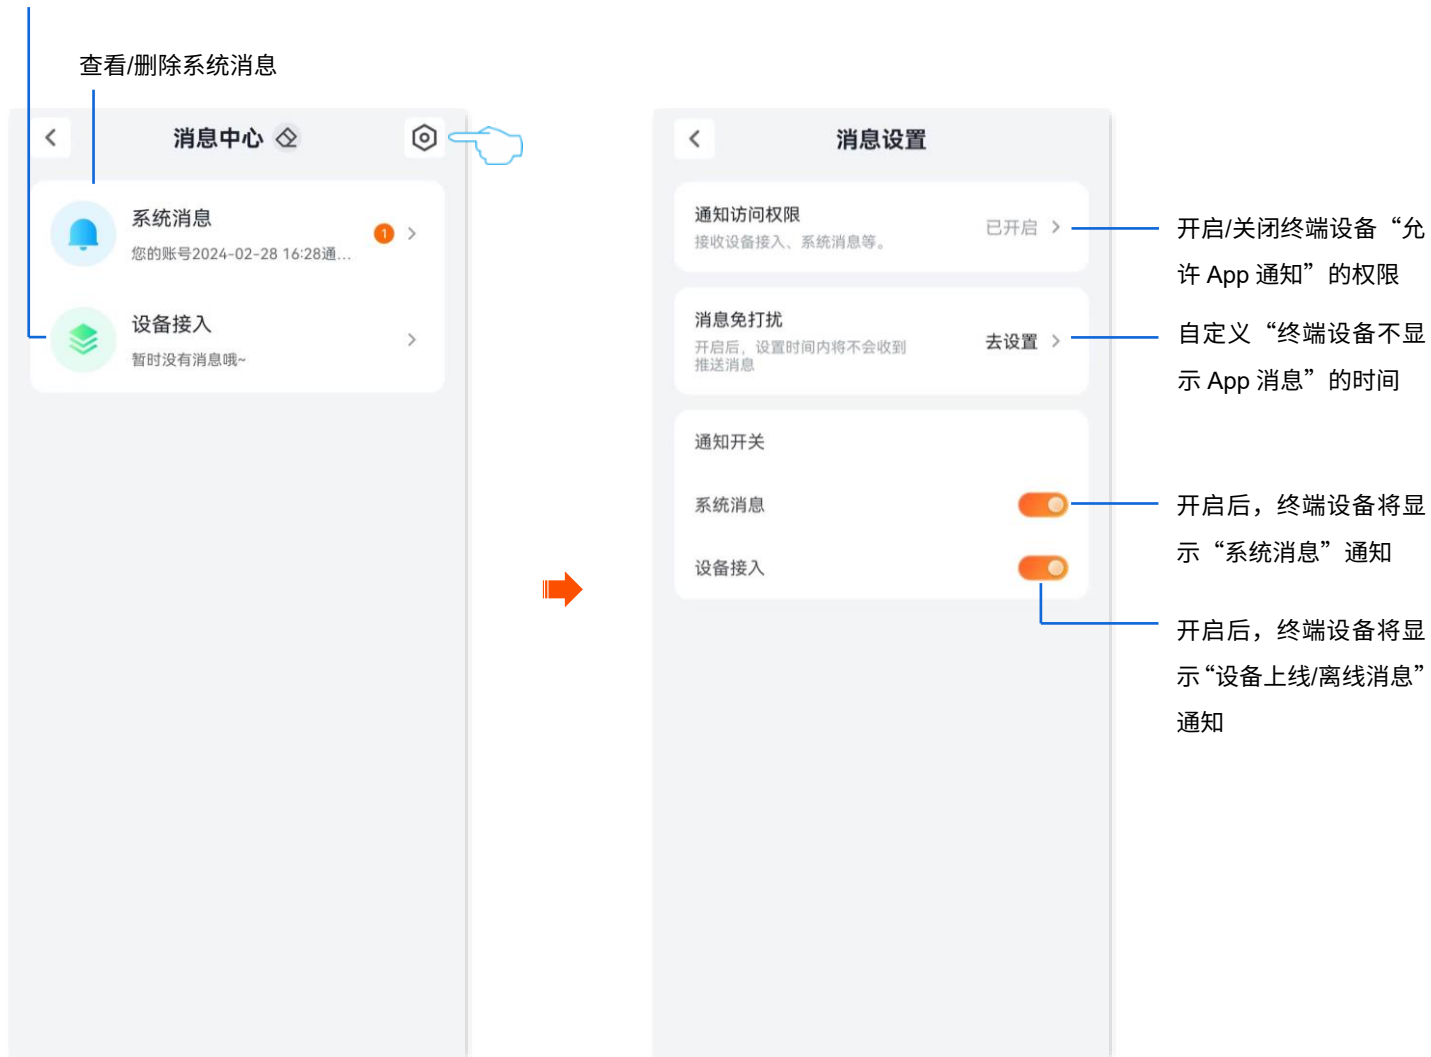 查看/删除系统消息
消息中心
系统消息
1
您的账号2024-02-28 16:28通...
设备接入
暂时没有消息哦~
消息设置
通知访问权限
接收设备接入、系统消息等。
已开启
消息免打扰
开启后，设置时间内将不会收到
推送消息
去设置
通知开关
系统消息
设备接入
开启/关闭终端设备“允
许 App 通知”的权限
自定义“终端设备不显
示 App 消息”的时间
开启后，终端设备将显
示“系统消息”通知
开启后，终端设备将显
示“设备上线/离线消息”
通知